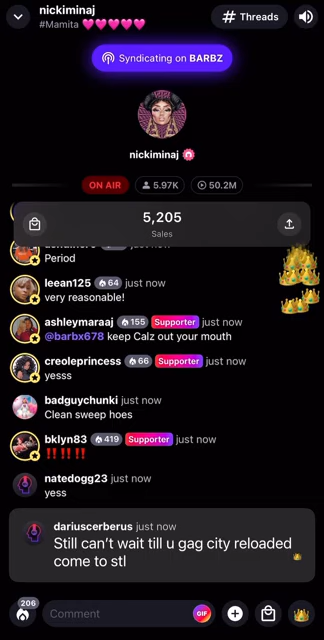 nickiminaj
#Mamita 💗💗💗💗💗
# Threads
Syndicating on BARBZ
nickiminaj
ON AIR
5.97K
50.2M
5,205
Sales
just now
Period
leean125 64 just now
very reasonable!
ashleymaraaj 155 Supporter just now
@barbx678 keep Calz out your mouth
creoleprincess 66 Supporter just now
yesss
badguychunki just now
Clean sweep hoes
bklyn83 419 Supporter just now
‼️‼️‼️‼️
natedogg23 just now
yess
dariuscerberus just now
Still can’t wait till u gag city reloaded
come to stl
206
Comment
GIF